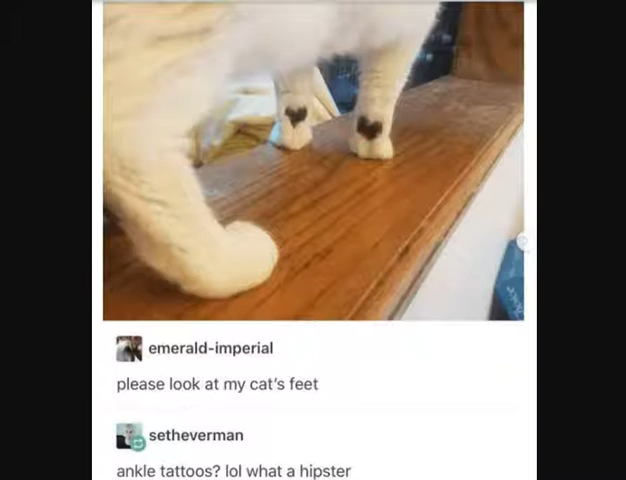 emerald-imperial
please look at my cat's feet
setheverman
ankle tattoos? lol what a hipster